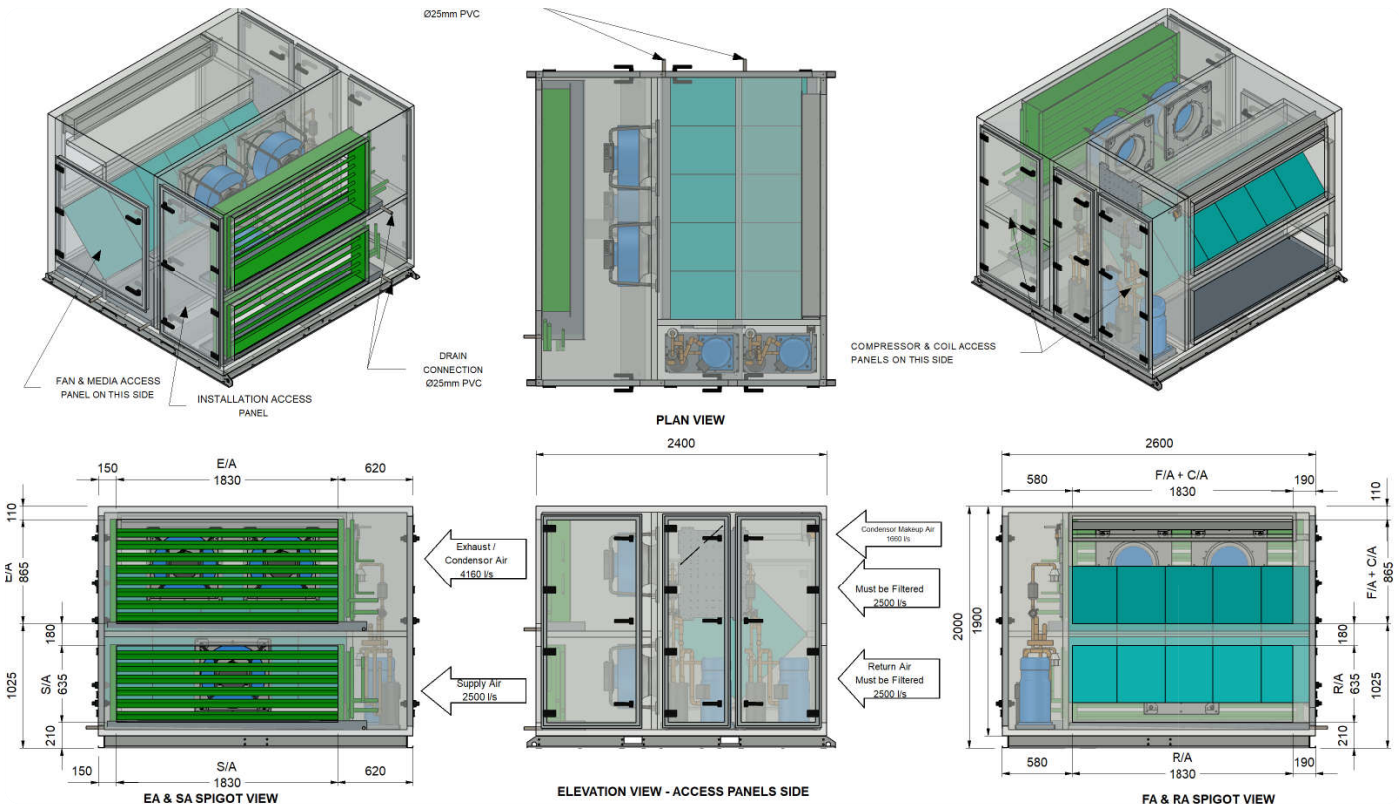 Ø25mm PVC
FAN & MEDIA ACCESS
PANEL ON THIS SIDE
INSTALLATION ACCESS
PANEL
DRAIN
CONNECTION
Ø25mm PVC
PLAN VIEW
COMPRESSOR & COIL ACCESS
PANELS ON THIS SIDE
E/A
150
1830
620
110
E/A
865
180
S/A
635
1025
210
S/A
150
1830
620
EA & SA SPIGOT VIEW
Exhaust /
Condensor Air
4160 l/s
Supply Air
2500 l/s
2400
Condensor Makeup Air
1660 l/s
Must be Filtered
2500 l/s
Return Air
Must be Filtered
2500 l/s
ELEVATION VIEW - ACCESS PANELS SIDE
2600
F/A + C/A
580
1830
190
110
F/A + C/A
865
2000
1900
180
R/A
635
1025
210
R/A
580
1830
190
FA & RA SPIGOT VIEW